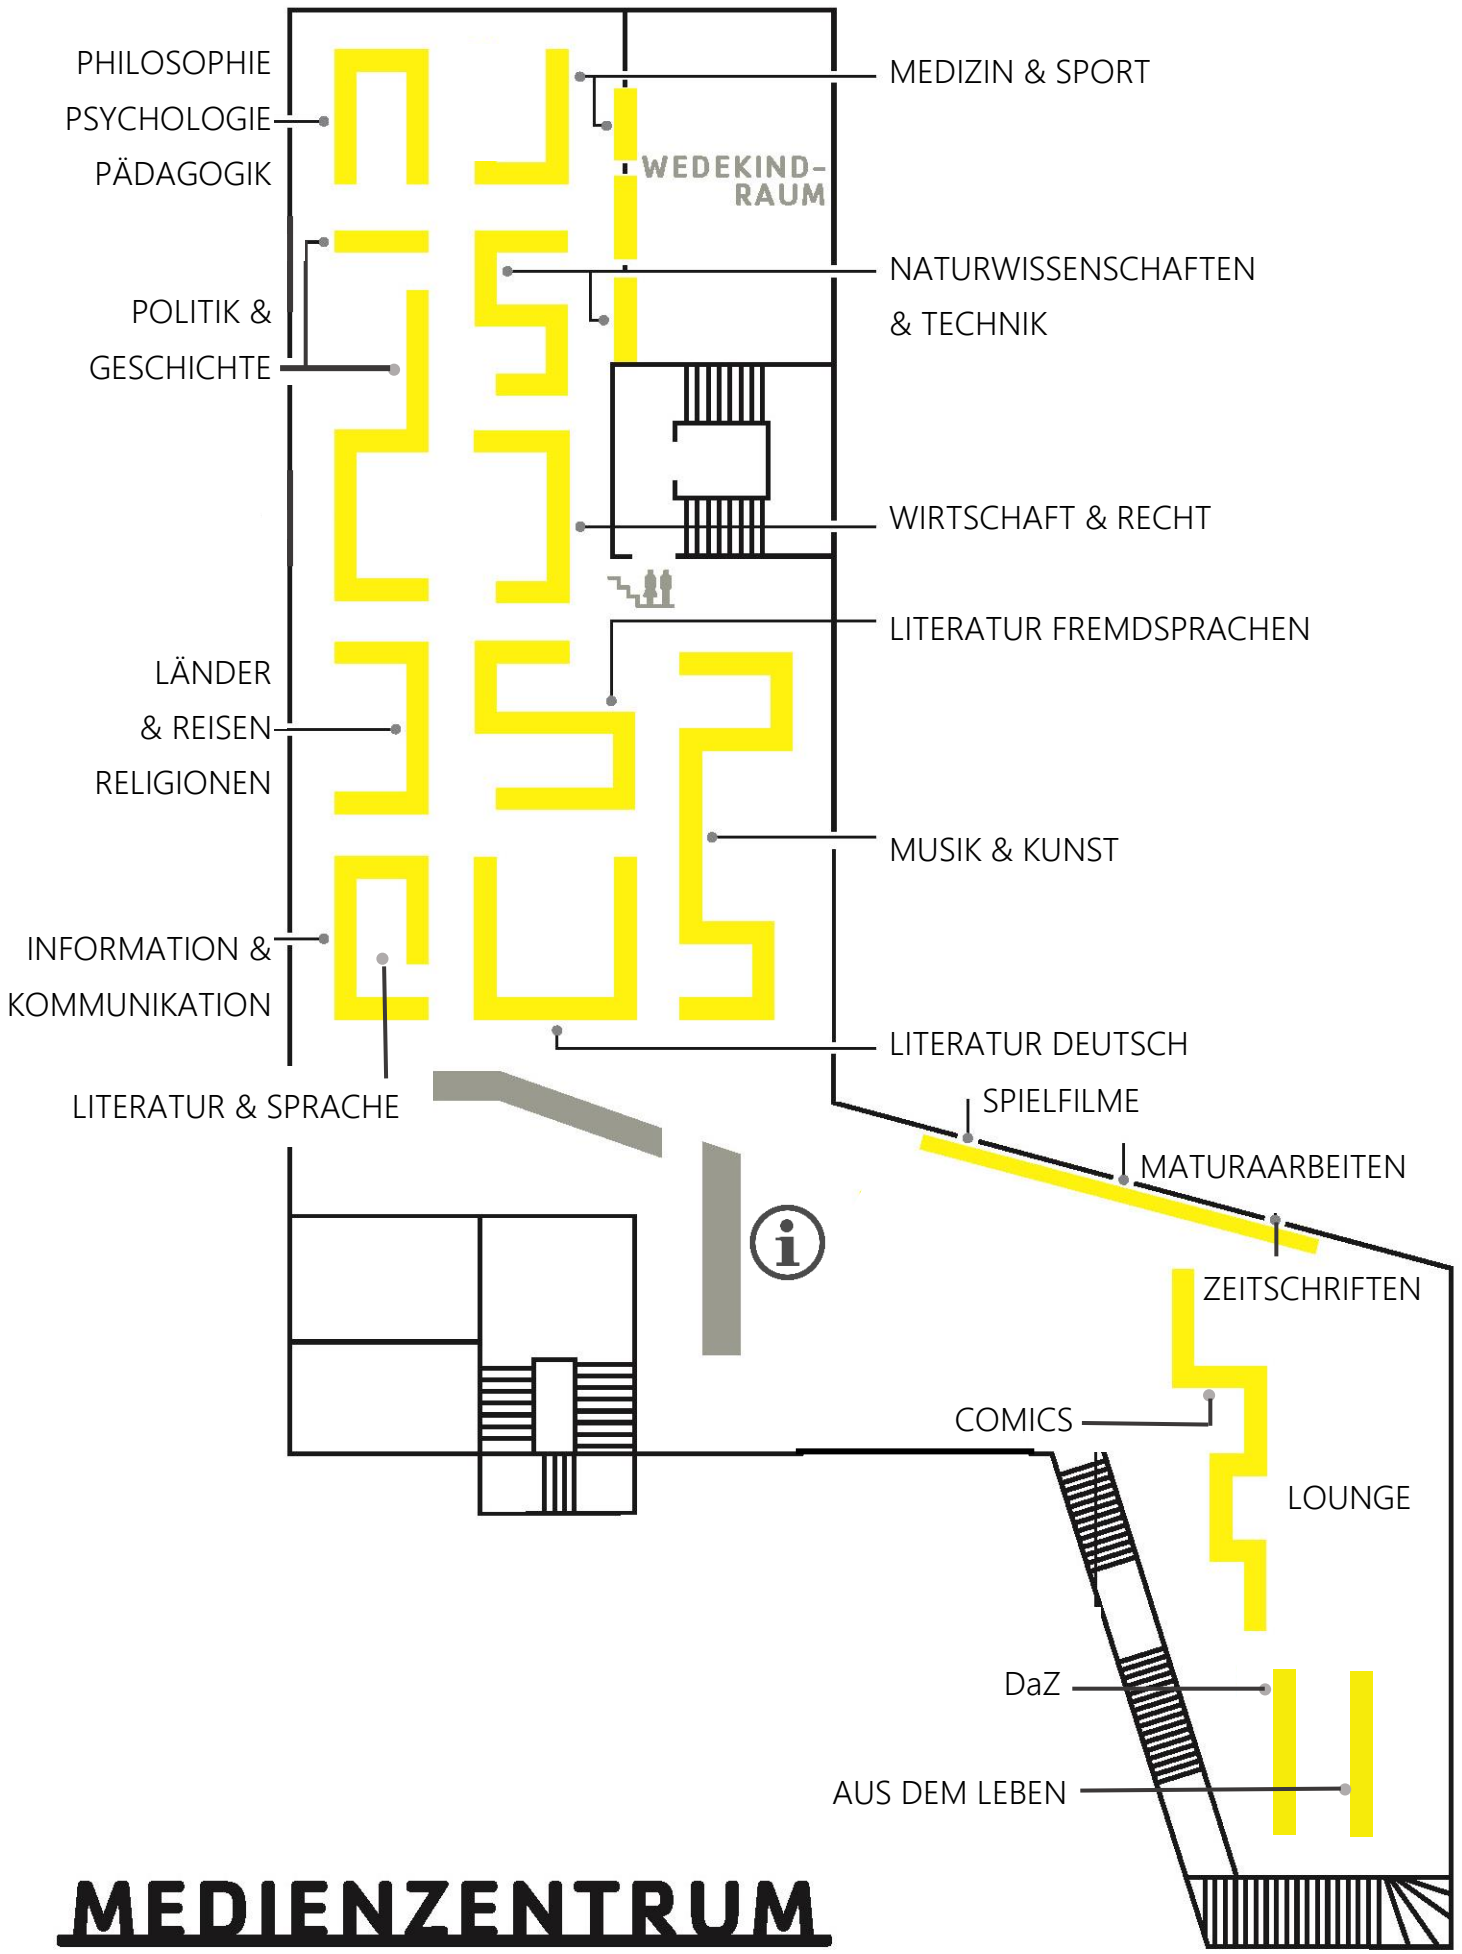 PHILOSOPHIE
PSYCHOLOGIE
PÄDAGOGIK
MEDIZIN & SPORT
WEDEKIND-
RAUM
POLITIK &
GESCHICHTE
NATURWISSENSCHAFTEN
& TECHNIK
WIRTSCHAFT & RECHT
LITERATUR FREMDSPRACHEN
LÄNDER
& REISEN
RELIGIONEN
MUSIK & KUNST
INFORMATION &
KOMMUNIKATION
LITERATUR DEUTSCH
LITERATUR & SPRACHE
SPIELFILME
MATURAARBEITEN
i
ZEITSCHRIFTEN
COMICS
LOUNGE
DaZ
AUS DEM LEBEN
MEDIENZENTRUM